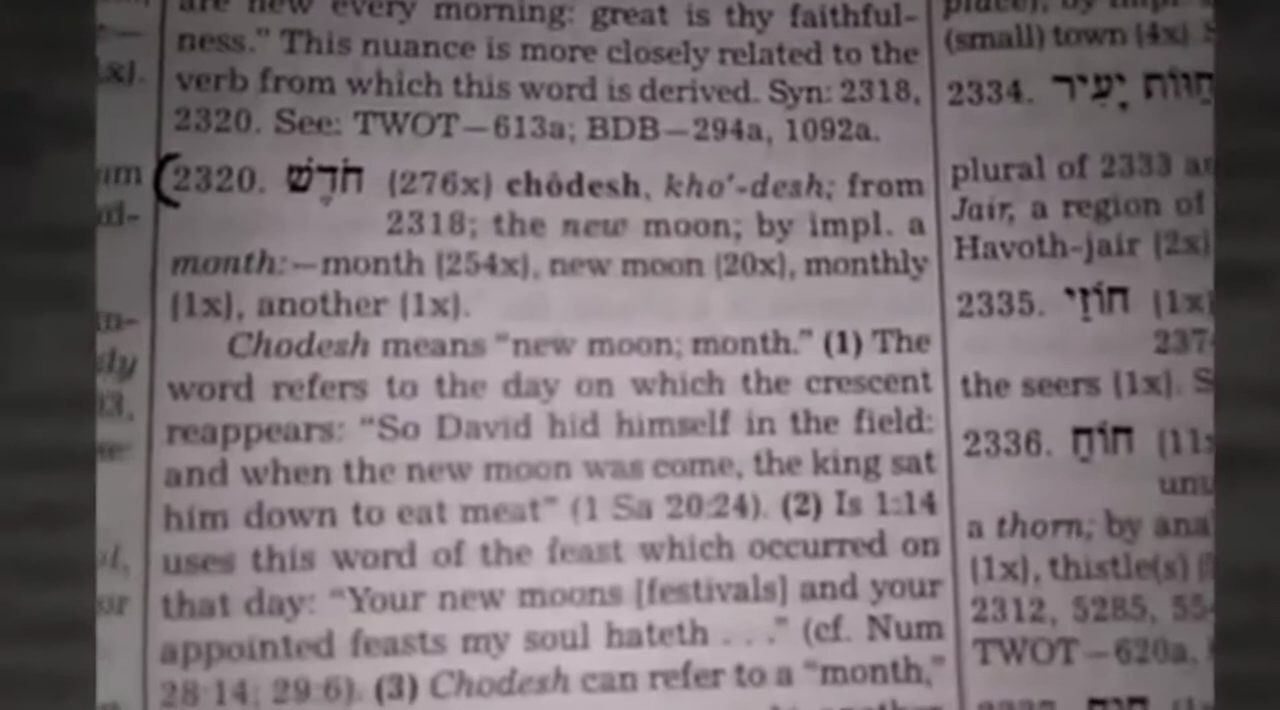 are new every morning: great is thy faithful-
ness." This nuance is more closely related to the
verb from which this word is derived. Syn: 2318,
2320. See: TWOT—613a; BDB—294a, 1092a.
(2320. חֹדֶשׁ (276x) chôdesh, kho'-desh; from
2318; the new moon; by impl. a
month:—month (254x), new moon (20x), monthly
(1x), another (1x).
Chodesh means "new moon; month." (1) The
word refers to the day on which the crescent
reappears: "So David hid himself in the field:
and when the new moon was come, the king sat
him down to eat meat" (1 Sa 20:24). (2) Is 1:14
uses this word of the feast which occurred on
that day: "Your new moons [festivals] and your
appointed feasts my soul hateth . . ." (cf. Num
28:14; 29:6). (3) Chodesh can refer to a "month,"
another
(small) town (4x).
2334. חַוּוֹת יָעִיר
plural of 2333
Jair, a region of
Havoth-jair (2x)
2335. חוֹזַי (1x)
237
the seers (1x). S
2336. חוֹחַ (11x
a thorn; by ana
(1x), thistle(s)
2312, 5285, 55
TWOT—620a,